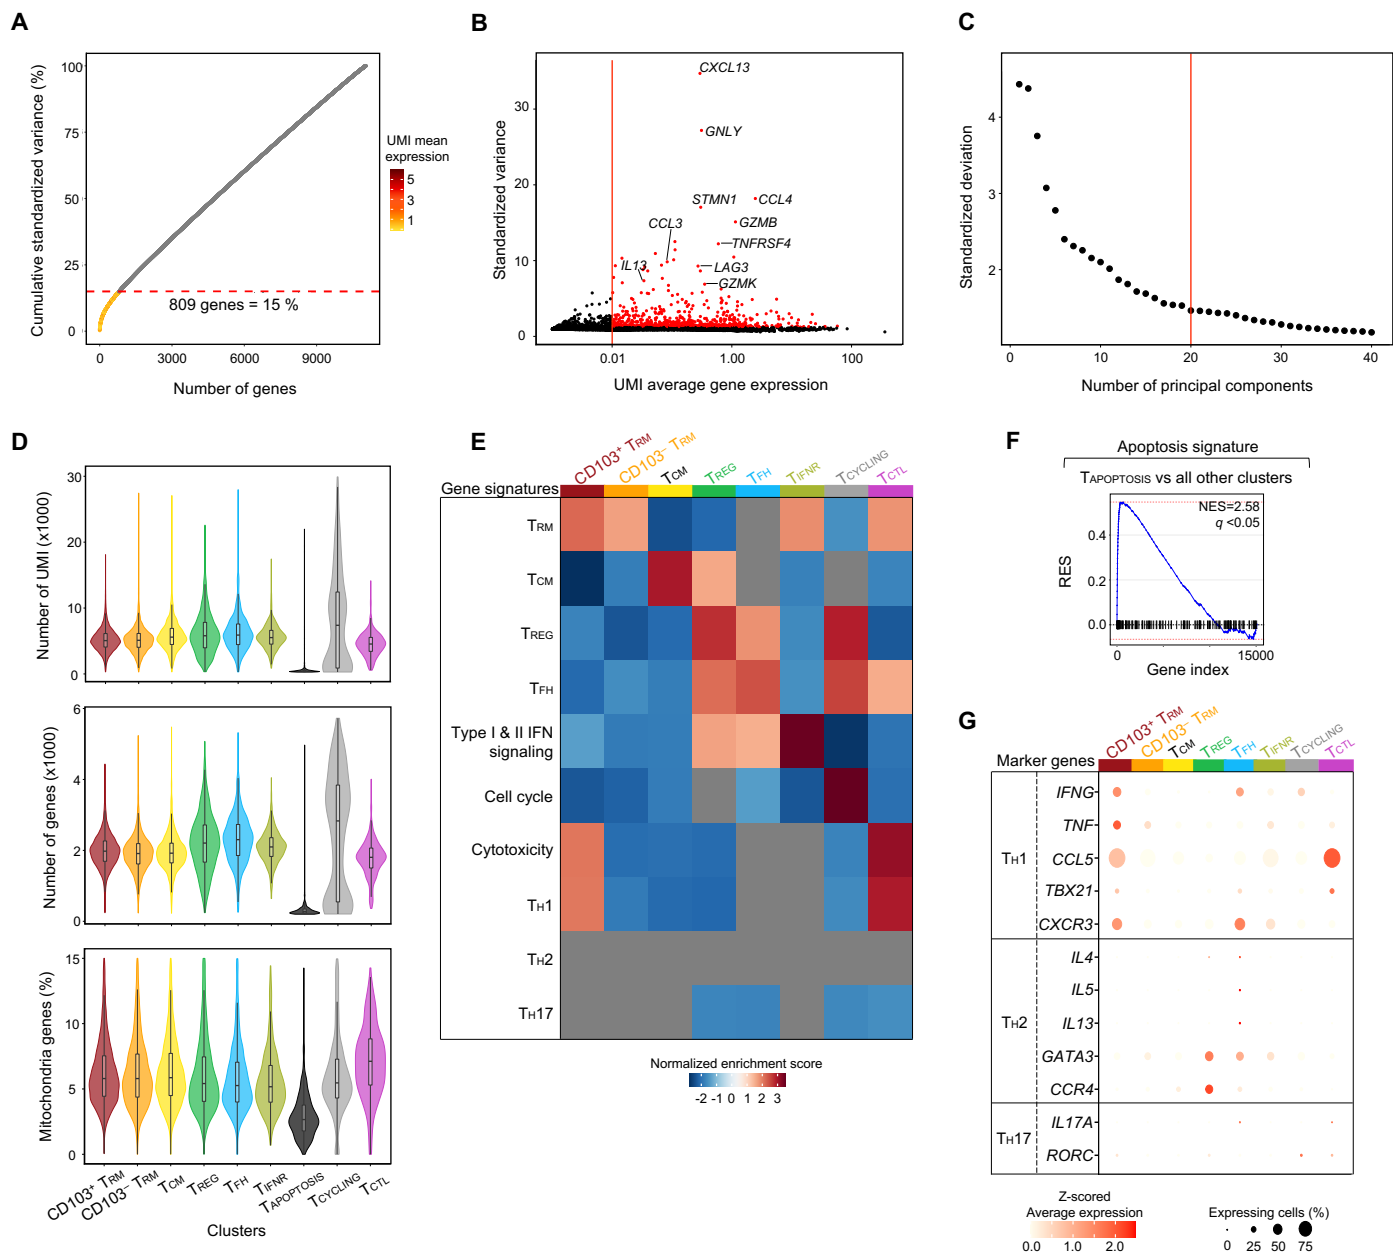 A
Cumulative standardized variance (%)
100
75
50
25
0
809 genes = 15 %
0
3000
6000
9000
Number of genes
UMI mean
expression
5
3
1
B
Standardized variance
30
20
10
0
CXCL13
GNLY
STMN1
CCL4
GZMB
CCL3
TNFRSF4
IL13
LAG3
GZMK
0.01
1.00
100
UMI average gene expression
C
Standardized deviation
4
3
2
0
10
20
30
40
Number of principal components
D
Number of UMI (x1000)
30
20
10
0
Number of genes (x1000)
6
4
2
0
Mitochondria genes (%)
15
10
5
0
CD103+ TRM
CD103− TRM
TCM
TREG
TFH
TIFNR
TAPOPTOSIS
TCYCLING
TCTL
Clusters
E
Gene signatures
CD103+ TRM
CD103− TRM
TCM
TREG
TFH
TIFNR
TCYCLING
TCTL
TRM
TCM
TREG
TFH
Type I & II IFN
signaling
Cell cycle
Cytotoxicity
TH1
TH2
TH17
Normalized enrichment score
-2 -1 0 1 2 3
F
Apoptosis signature
TAPOPTOSIS vs all other clusters
NES=2.58
q <0.05
RES
0.4
0.2
0.0
0
15000
Gene index
G
Marker genes
CD103+ TRM
CD103− TRM
TCM
TREG
TFH
TIFNR
TCYCLING
TCTL
TH1
IFNG
TNF
CCL5
TBX21
CXCR3
TH2
IL4
IL5
IL13
GATA3
CCR4
TH17
IL17A
RORC
Z-scored
Average expression
0.0 1.0 2.0
Expressing cells (%)
0 25 50 75